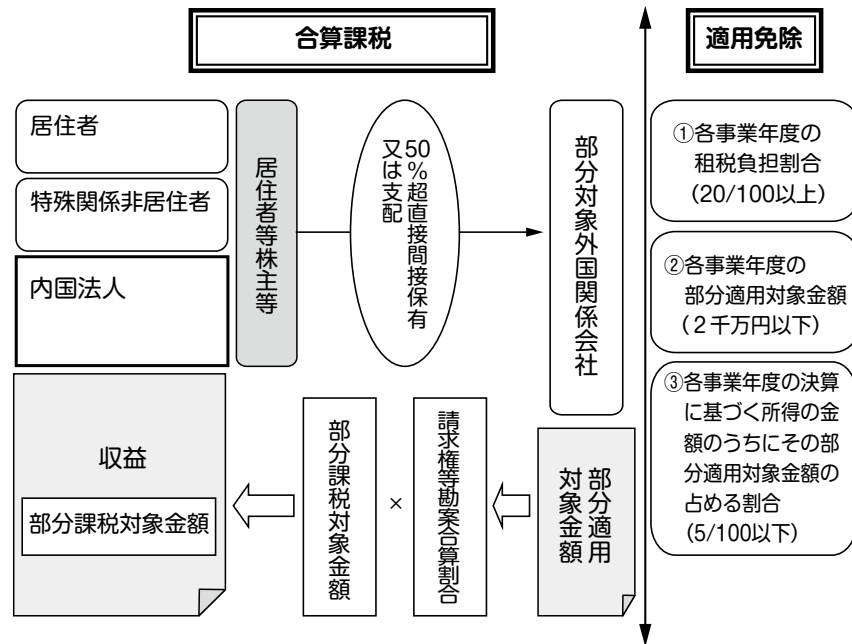 合算課税
適用免除
居住者
特殊関係非居住者
内国法人
居住者等株主等
50％超直接間接保有
又は支配
部分対象外国関係会社
①各事業年度の
租税負担割合
(20/100以上)
②各事業年度の
部分適用対象金額
(２千万円以下)
③各事業年度の決算
に基づく所得の金
額のうちにその部
分適用対象金額の
占める割合
(5/100以下)
収益
部分課税対象金額
部分課税対象金額
×
請求権等勘案合算割合
部分適用
対象金額